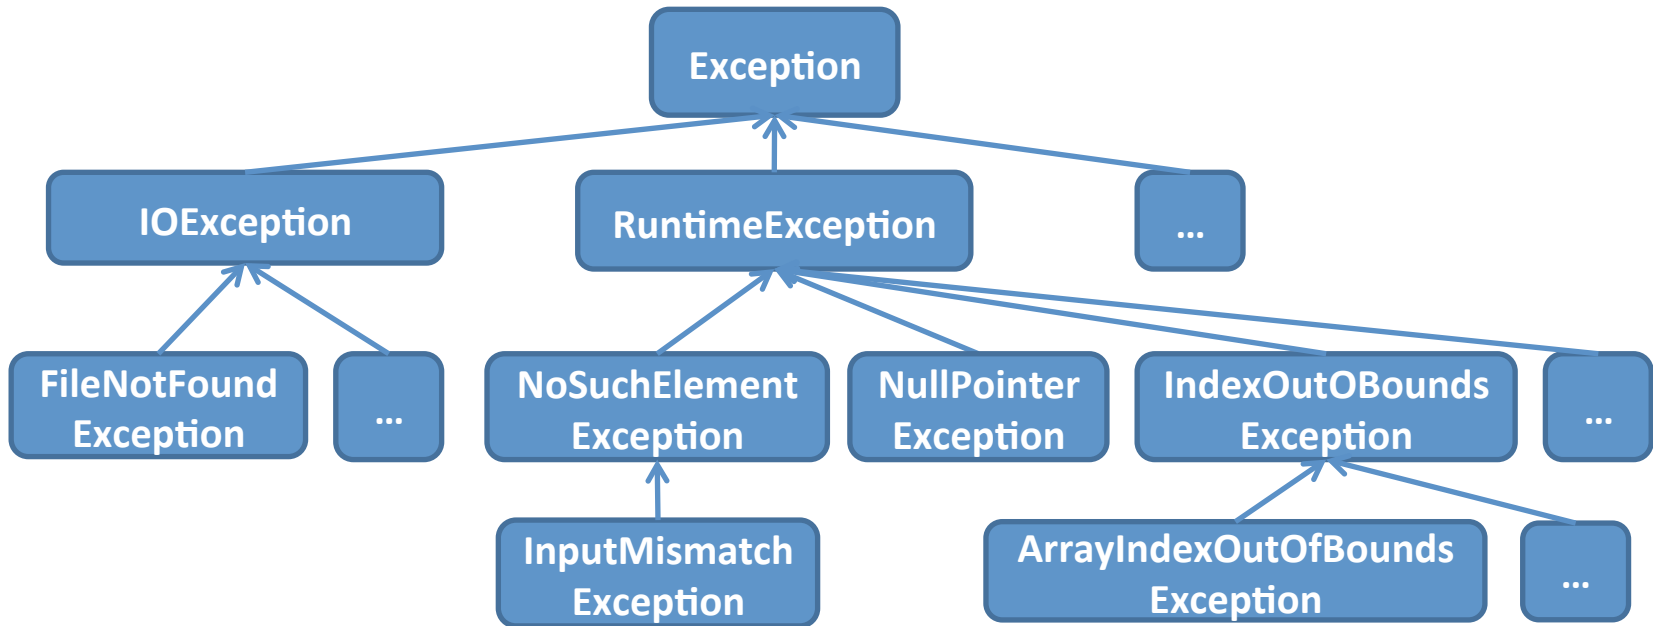 Exception
IOException
RuntimeException
...
FileNotFound
Exception
...
NoSuchElement
Exception
NullPointer
Exception
IndexOutOBounds
Exception
...
InputMismatch
Exception
ArrayIndexOutOfBounds
Exception
...